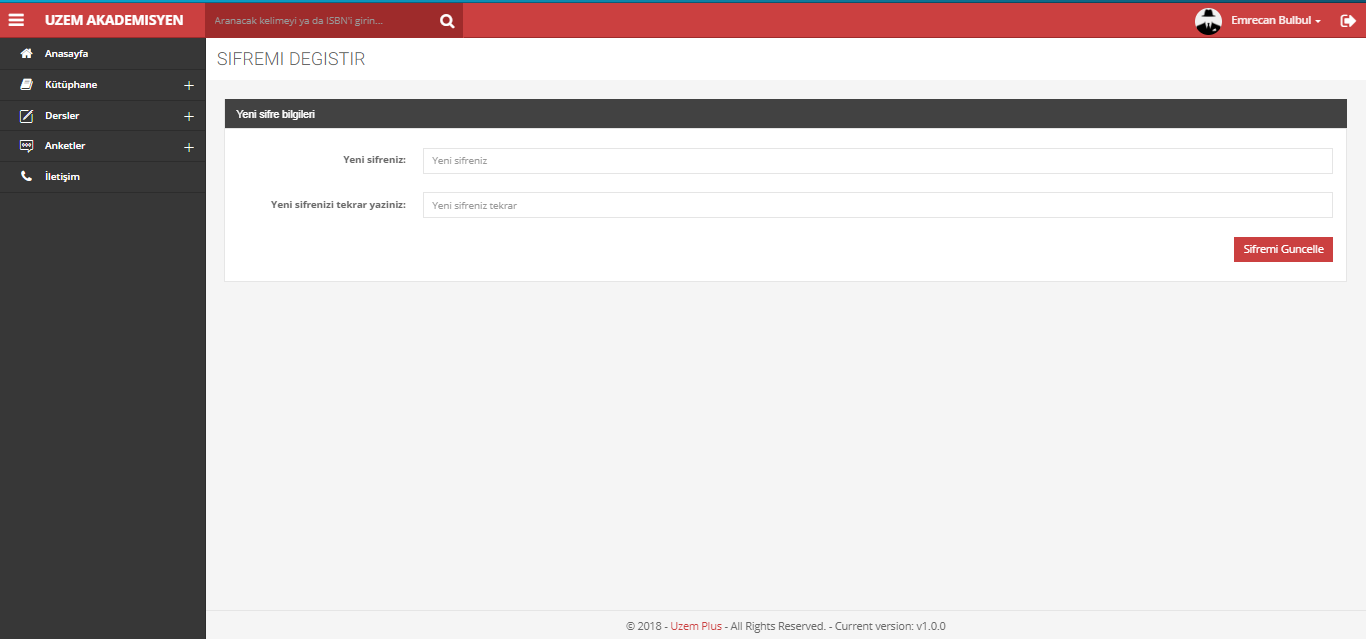 UZEM AKADEMISYEN
Aranacak kelimeyi ya da ISBN'i girin...
Emrecan Bulbul
Anasayfa
Kütüphane
Dersler
Anketler
İletişim
SIFREMI DEGISTIR
Yeni sifre bilgileri
Yeni sifreniz:
Yeni sifreniz
Yeni sifrenizi tekrar yaziniz:
Yeni sifreniz tekrar
Sifremi Guncelle
© 2018 - Uzem Plus - All Rights Reserved. - Current version: v1.0.0